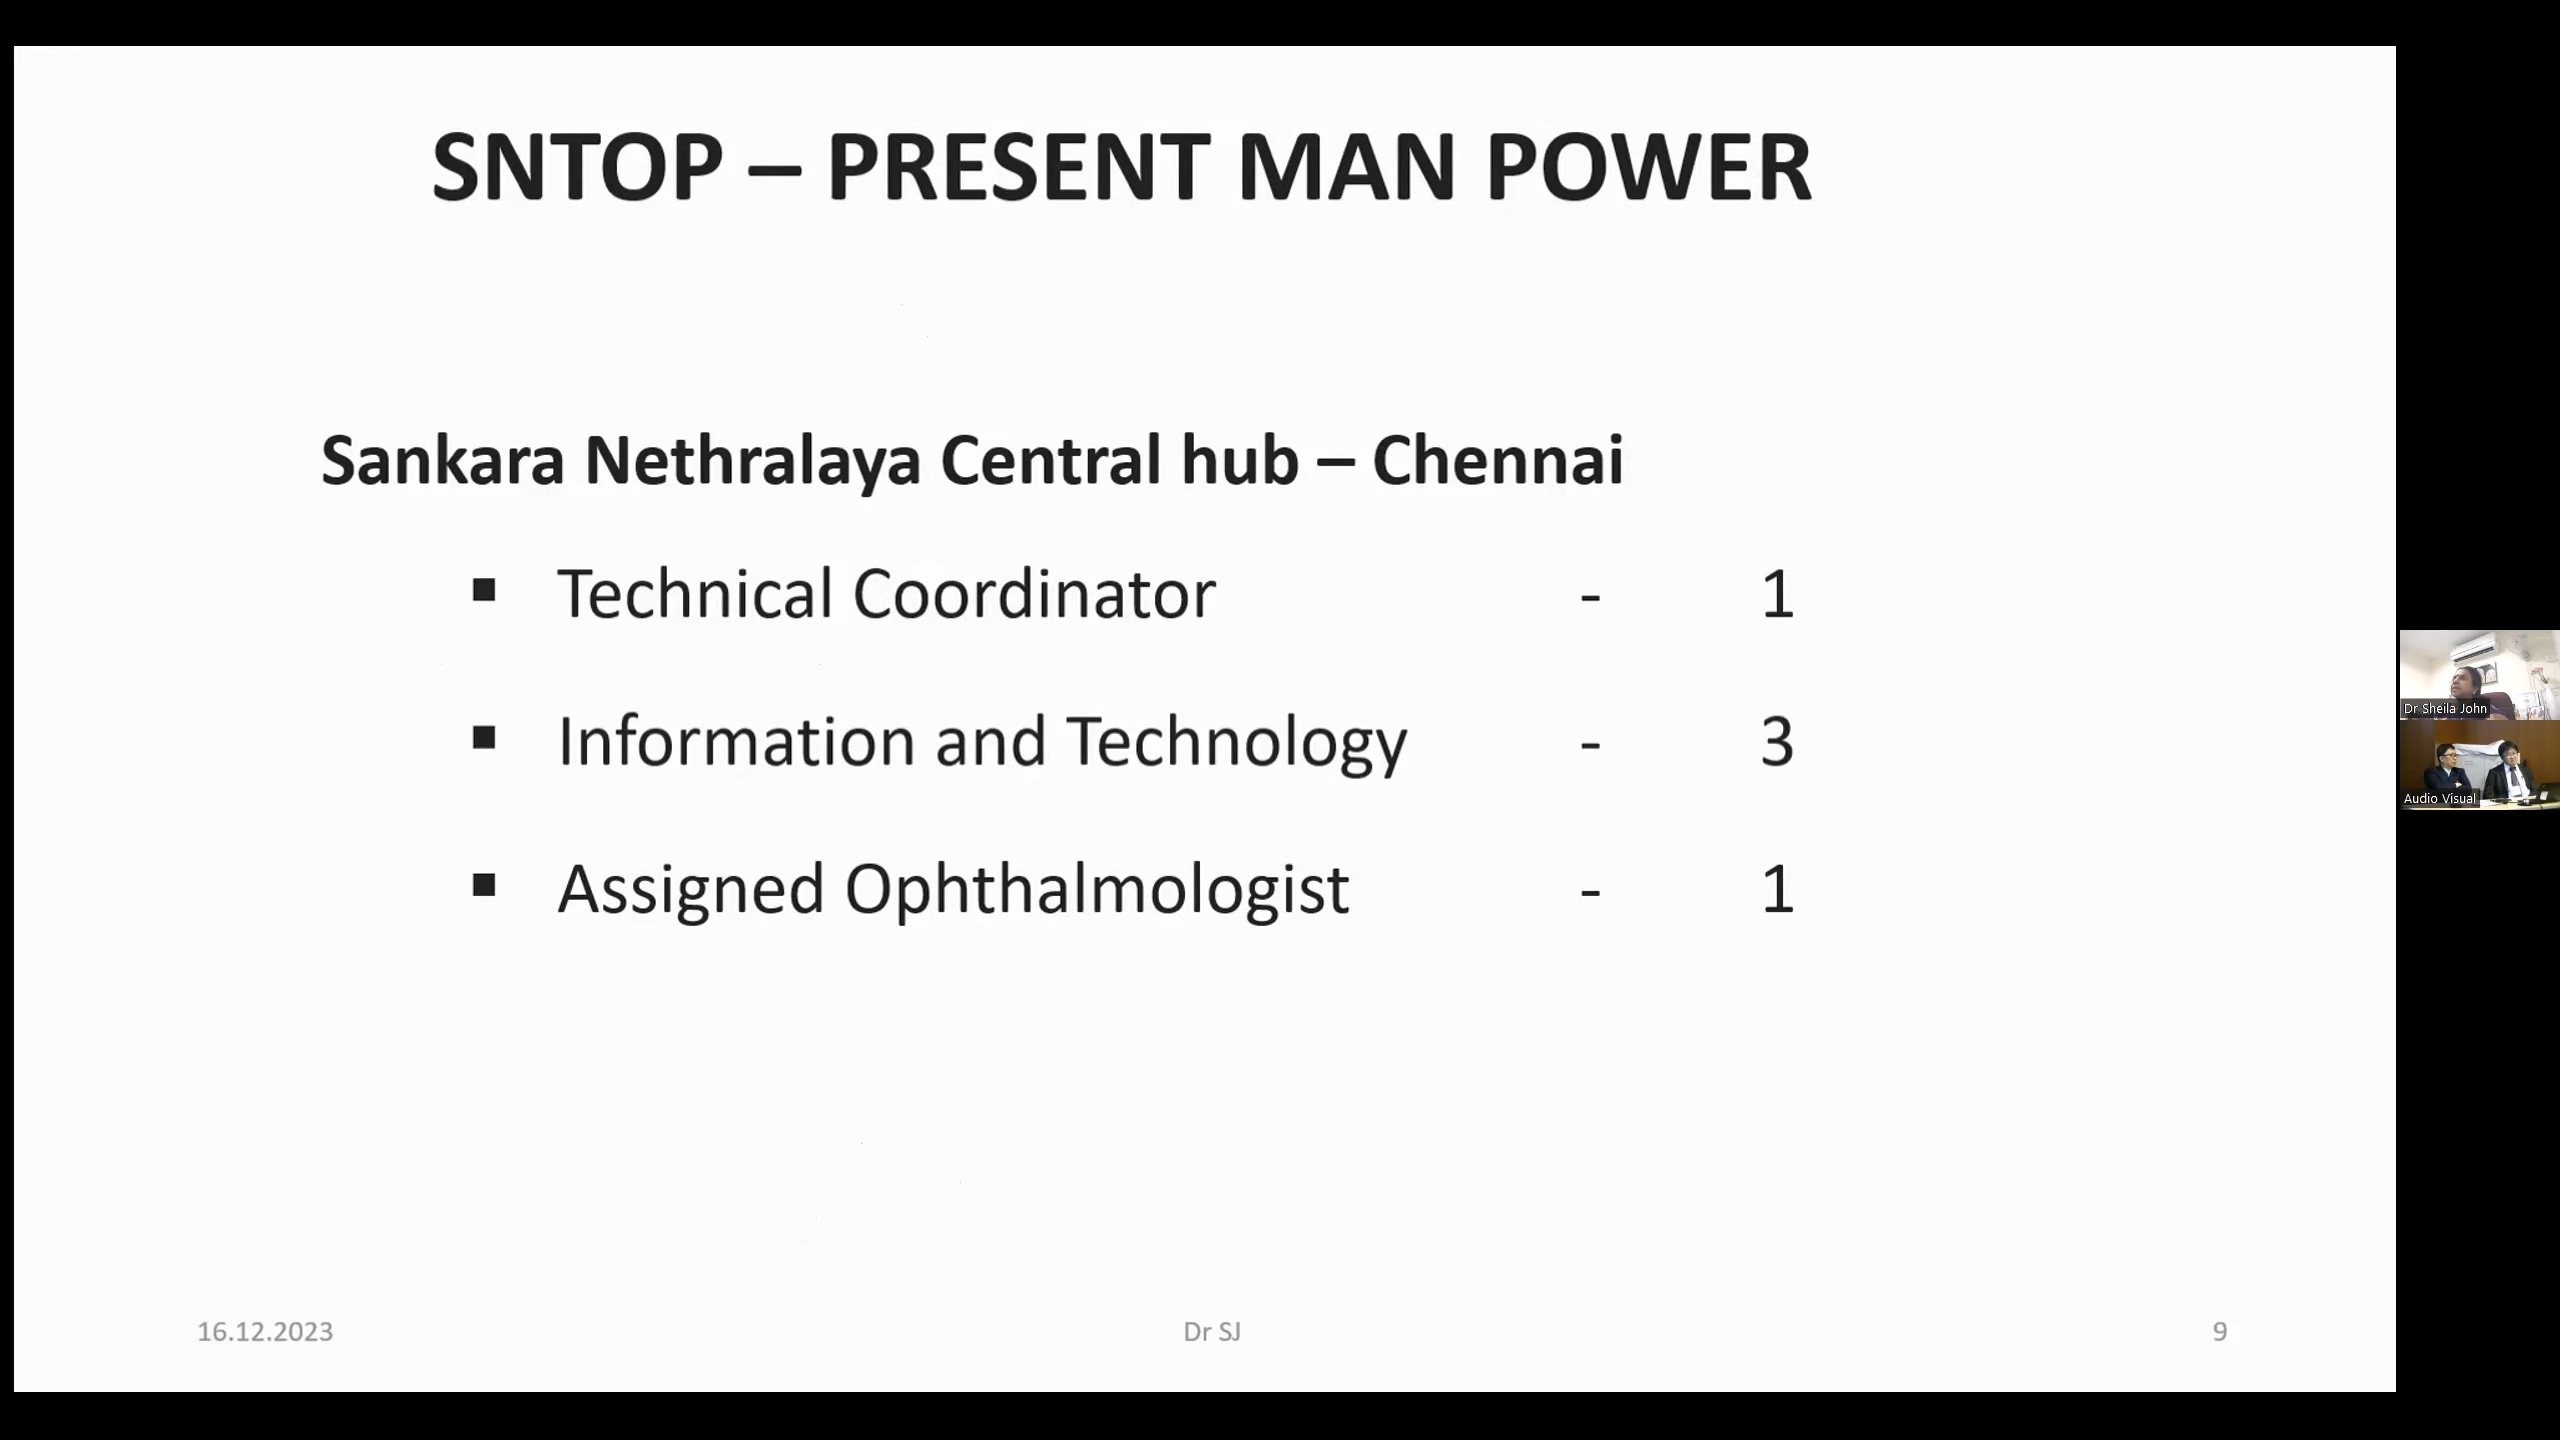 SNTOP – PRESENT MAN POWER
Sankara Nethralaya Central hub – Chennai
▪ Technical Coordinator - 1
▪ Information and Technology - 3
▪ Assigned Ophthalmologist - 1
16.12.2023 Dr SJ 9
Dr Sheila John
Audio Visual